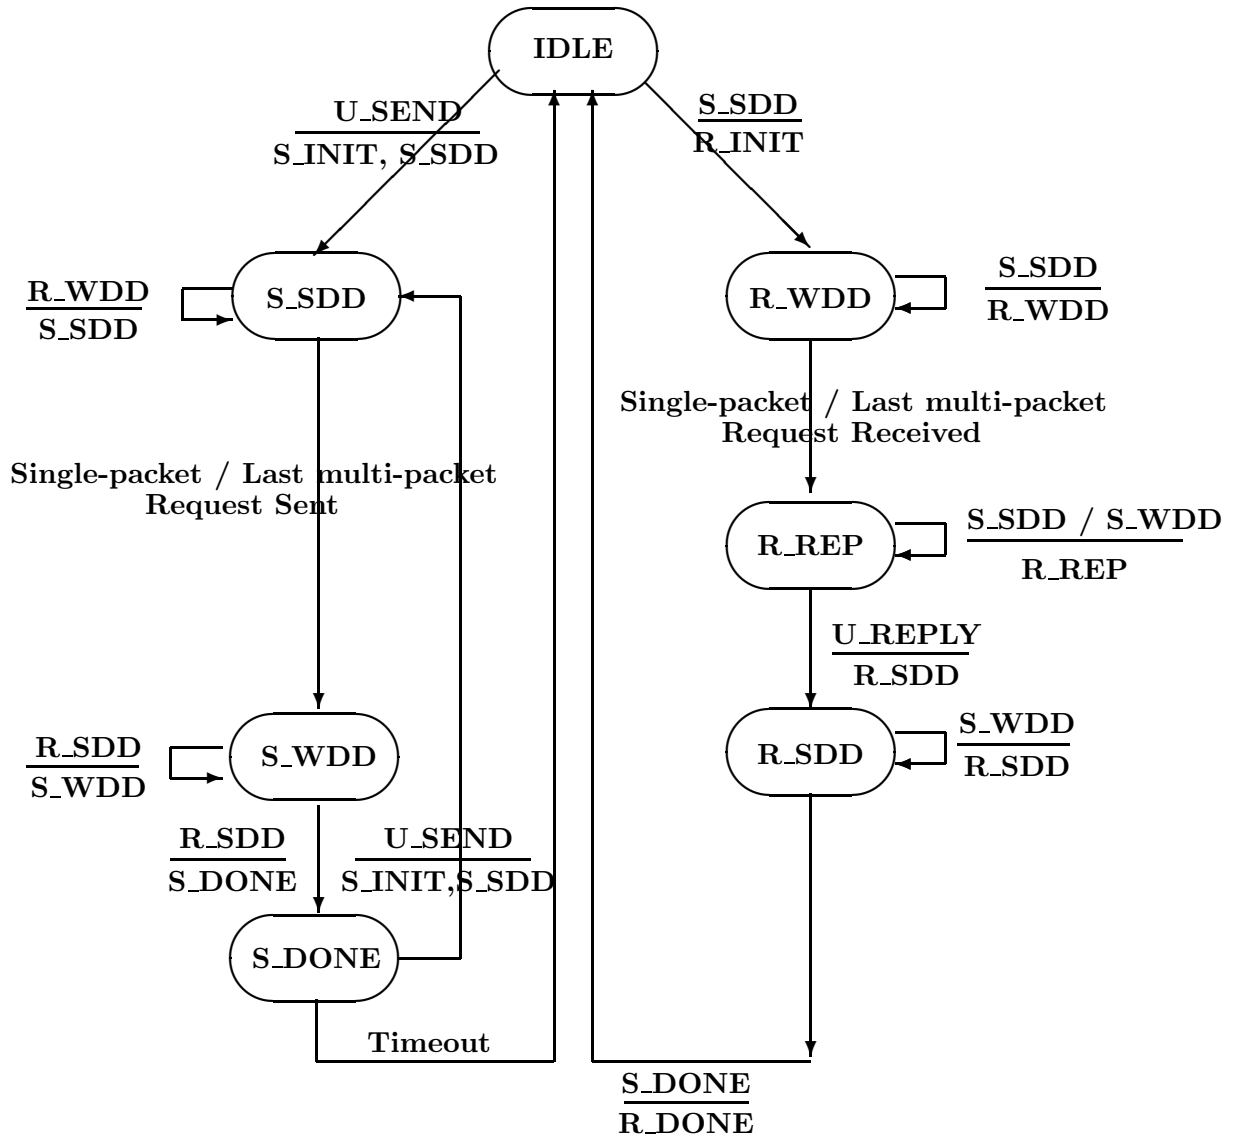 IDLE
U_SEND
S_INIT, S_SDD
S_SDD
R_INIT
R_WDD
S_SDD
S_SDD
R_WDD
S_SDD
R_WDD
Single-packet / Last multi-packet
Request Received
Single-packet / Last multi-packet
Request Sent
R_REP
S_SDD / S_WDD
R_REP
U_REPLY
R_SDD
R_SDD
S_WDD
S_WDD
R_SDD
S_WDD
R_SDD
R_SDD
S_DONE
U_SEND
S_INIT,S_SDD
S_DONE
Timeout
S_DONE
R_DONE